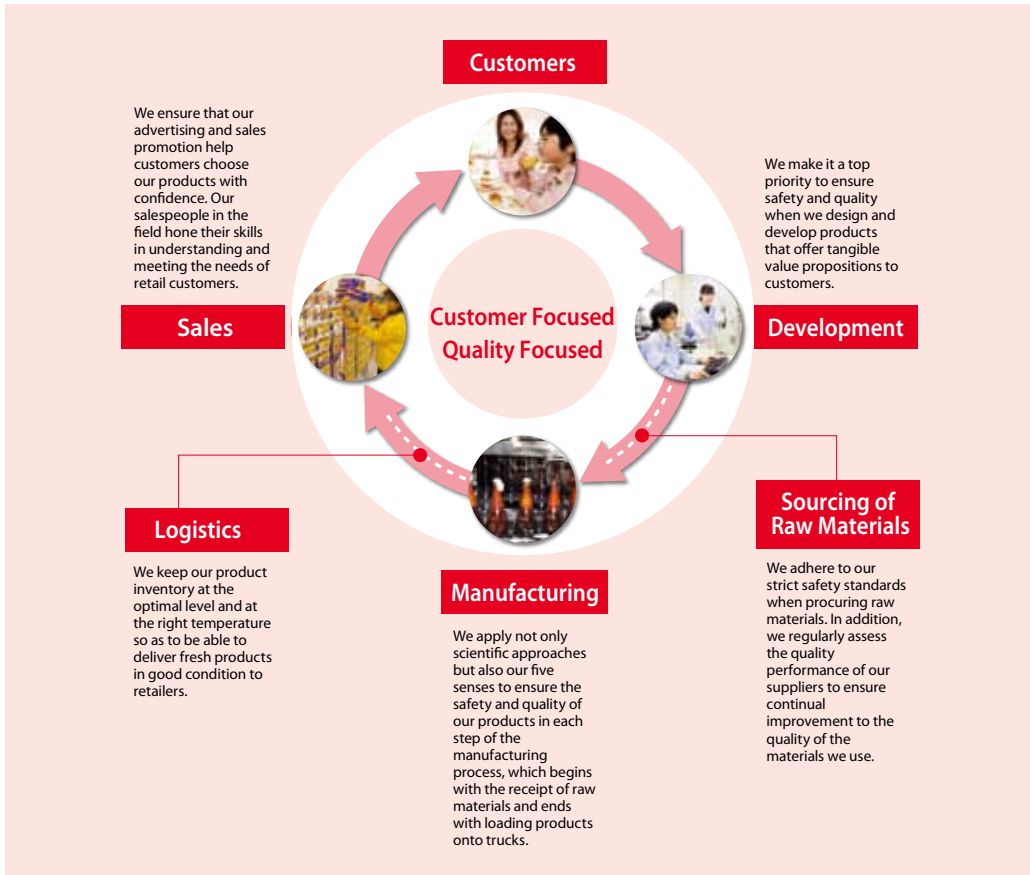 Customers
We ensure that our
advertising and sales
promotion help
customers choose
our products with
confidence. Our
salespeople in the
field hone their skills
in understanding and
meeting the needs of
retail customers.
Sales
We make it a top
priority to ensure
safety and quality
when we design and
develop products
that offer tangible
value propositions to
customers.
Development
Customer Focused
Quality Focused
Logistics
We keep our product
inventory at the
optimal level and at
the right temperature
so as to be able to
deliver fresh products
in good condition to
retailers.
Manufacturing
We apply not only
scientific approaches
but also our five
senses to ensure the
safety and quality of
our products in each
step of the
manufacturing
process, which begins
with the receipt of raw
materials and ends
with loading products
onto trucks.
Sourcing of
Raw Materials
We adhere to our
strict safety standards
when procuring raw
materials. In addition,
we regularly assess
the quality
performance of our
suppliers to ensure
continual
improvement to the
quality of the
materials we use.